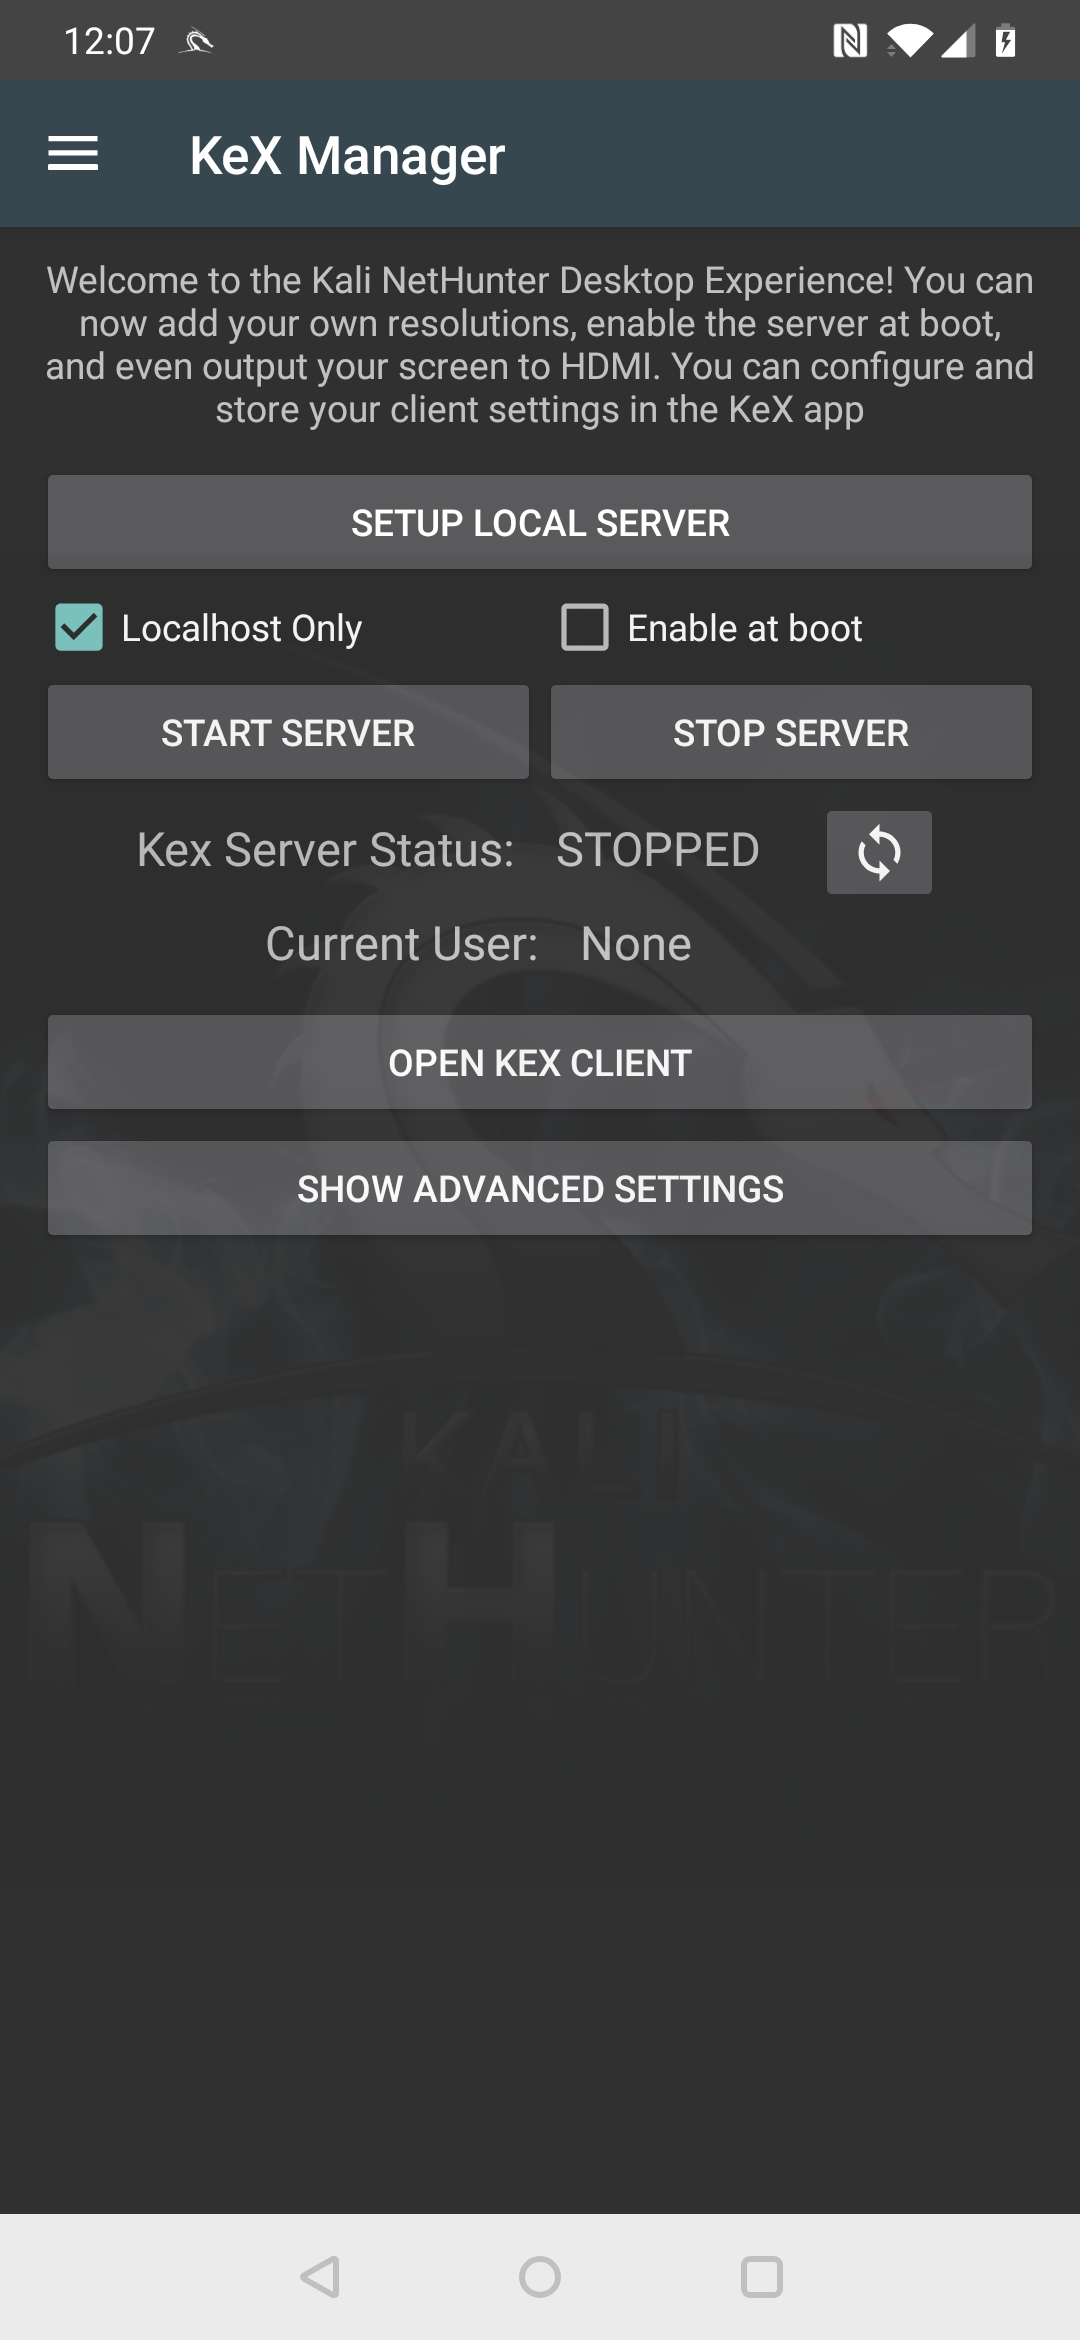 12:07
KeX Manager
Welcome to the Kali NetHunter Desktop Experience! You can
now add your own resolutions, enable the server at boot,
and even output your screen to HDMI. You can configure and
store your client settings in the KeX app
SETUP LOCAL SERVER
Localhost Only
Enable at boot
START SERVER
STOP SERVER
Kex Server Status: STOPPED
Current User: None
OPEN KEX CLIENT
SHOW ADVANCED SETTINGS
KALI
NETHUNTER